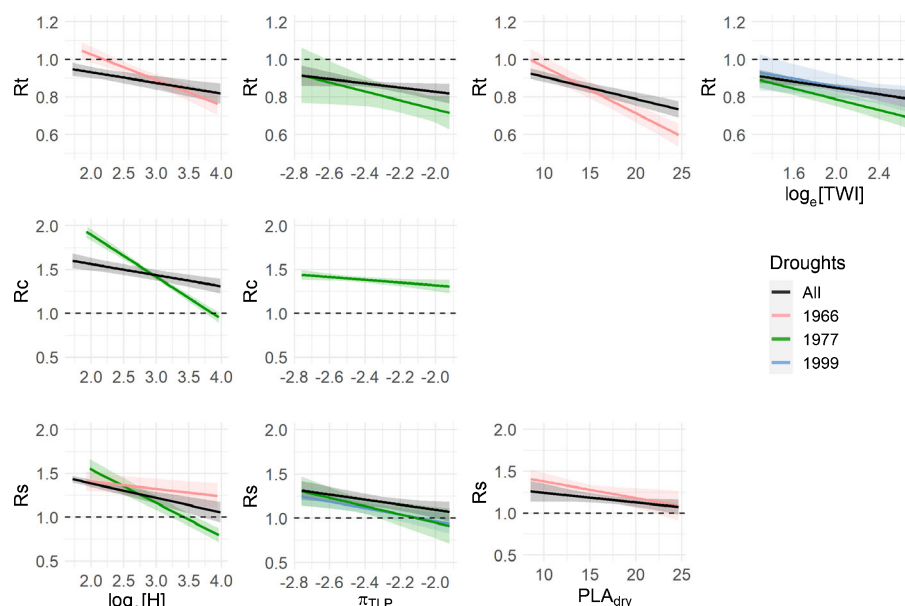 1.2 1.2 1.2 1.2
1.0 1.0 1.0 1.0
Rt Rt Rt Rt
0.8 0.8 0.8 0.8
0.6 0.6 0.6 0.6
2.0 2.5 3.0 3.5 4.0 -2.8 -2.6 -2.4 -2.2 -2.0 10 15 20 25 1.6 2.0 2.4
logₑ[TWI]
2.0 2.0
1.5 1.5
Rc Rc
1.0 1.0
0.5 0.5
2.0 2.5 3.0 3.5 4.0 -2.8 -2.6 -2.4 -2.2 -2.0
Droughts
All
1966
1977
1999
2.0 2.0 2.0
1.5 1.5 1.5
Rs Rs Rs
1.0 1.0 1.0
0.5 0.5 0.5
2.0 2.5 3.0 3.5 4.0 -2.8 -2.6 -2.4 -2.2 -2.0 10 15 20 25
log [H] π_TLP PLA_dry